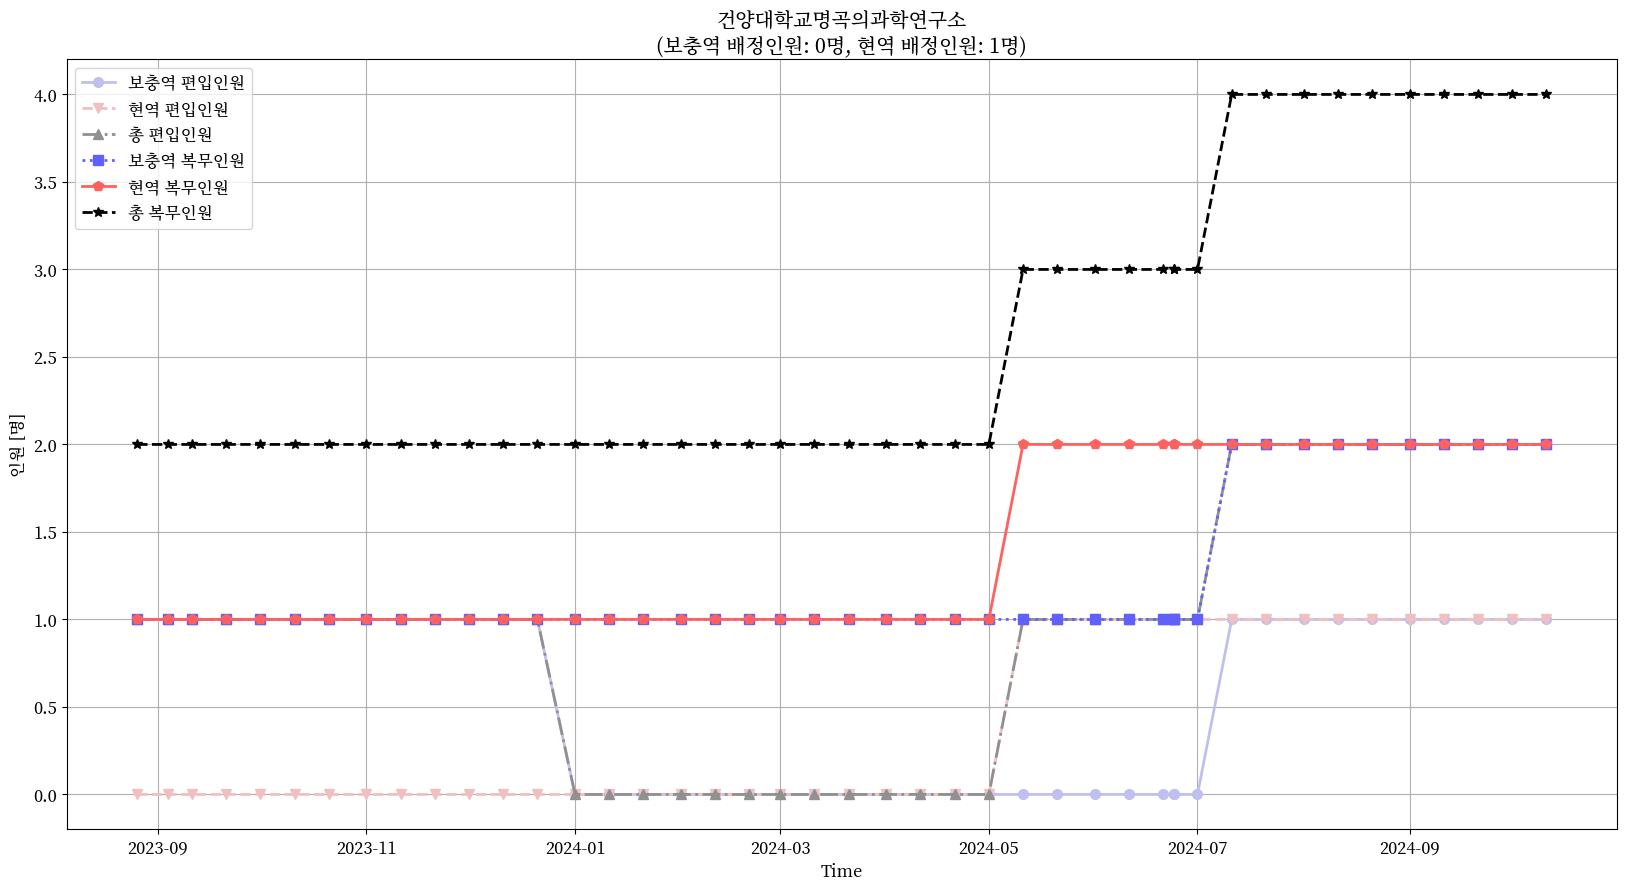 건양대학교명곡의과학연구소
(보충역 배정인원: 0명, 현역 배정인원: 1명)
보충역 편입인원
현역 편입인원
총 편입인원
보충역 복무인원
현역 복무인원
총 복무인원
4.0
3.5
3.0
2.5
2.0
1.5
1.0
0.5
0.0
인원 [명]
2023-09 2023-11 2024-01 2024-03 2024-05 2024-07 2024-09
Time